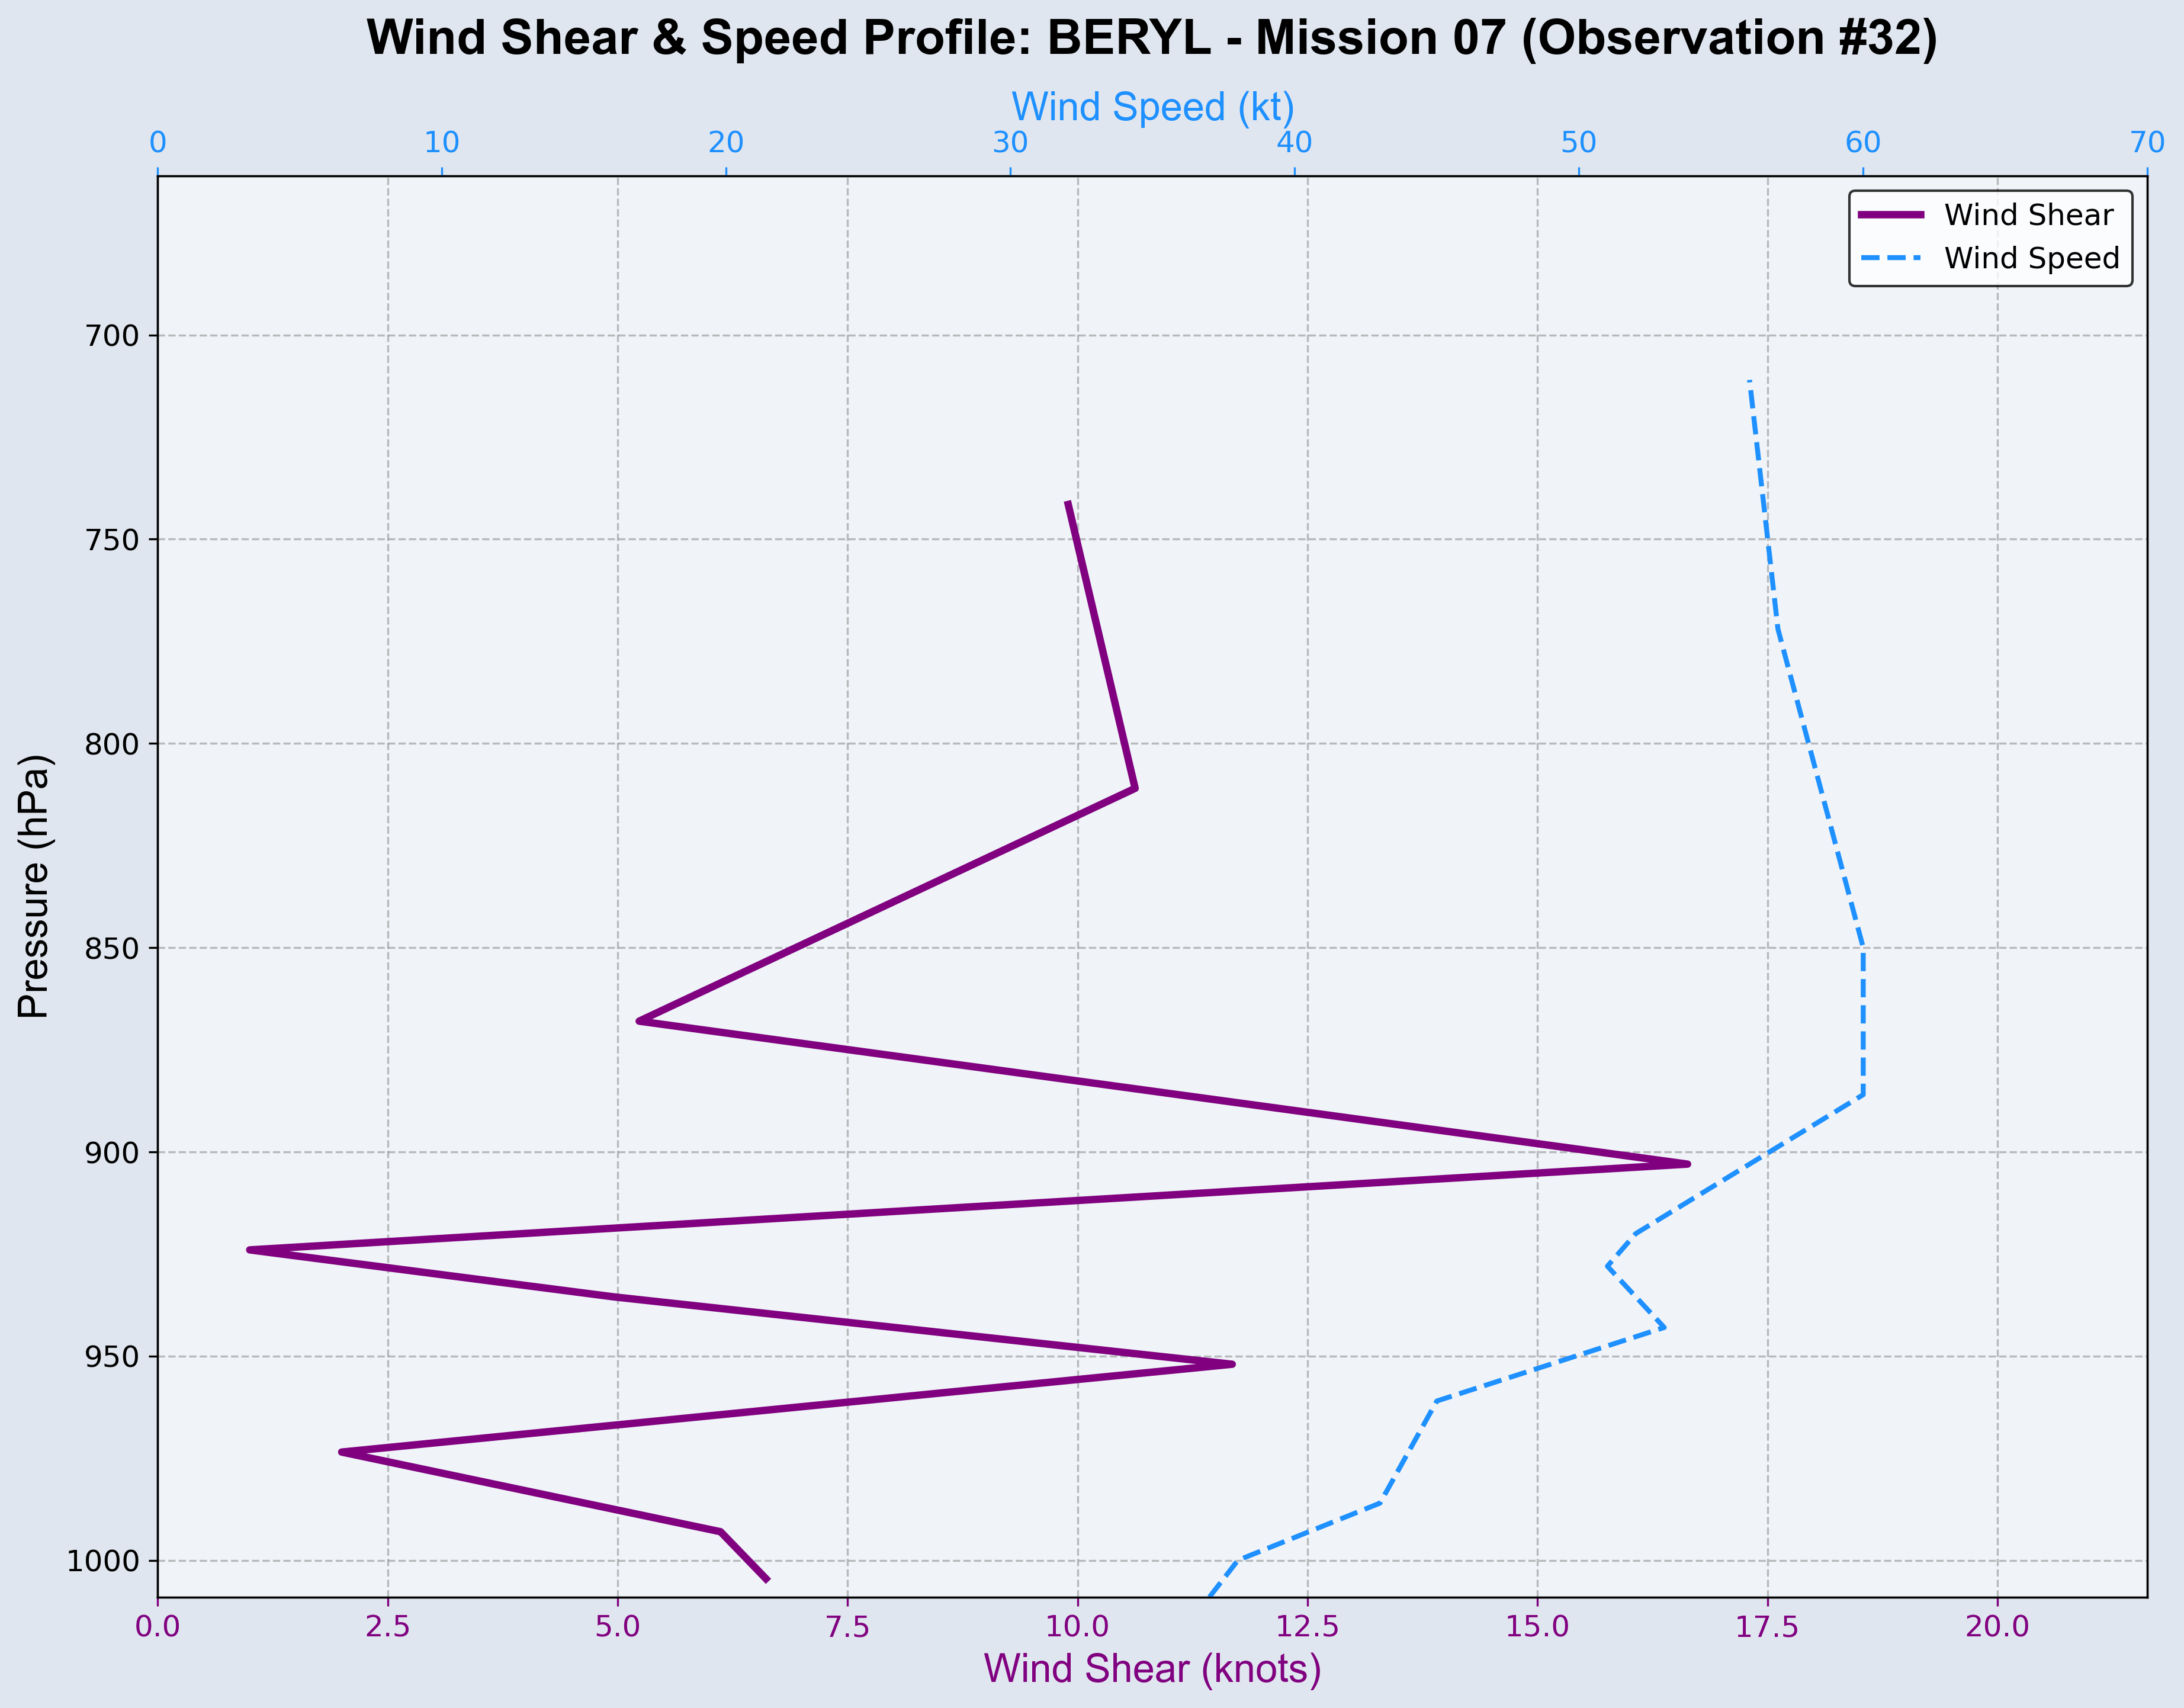 Wind Shear & Speed Profile: BERYL - Mission 07 (Observation #32)
Wind Speed (kt)
0 10 20 30 40 50 60 70
Wind Shear
Wind Speed
Pressure (hPa)
700
750
800
850
900
950
1000
0.0 2.5 5.0 7.5 10.0 12.5 15.0 17.5 20.0
Wind Shear (knots)